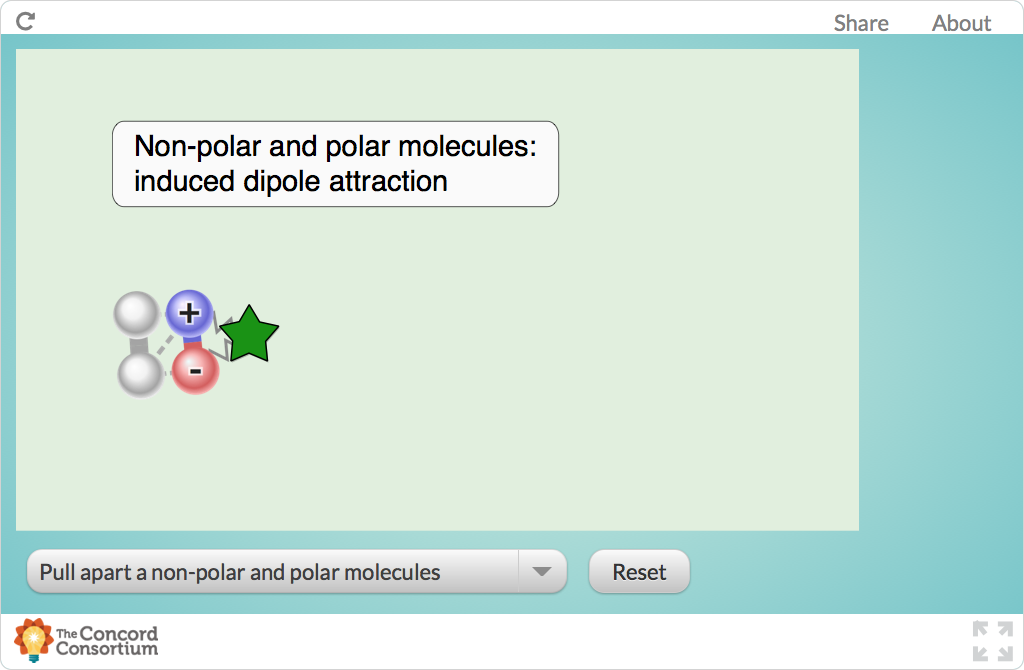 Share About
Non-polar and polar molecules:
induced dipole attraction
+
-
Pull apart a non-polar and polar molecules
Reset
The Concord
Consortium